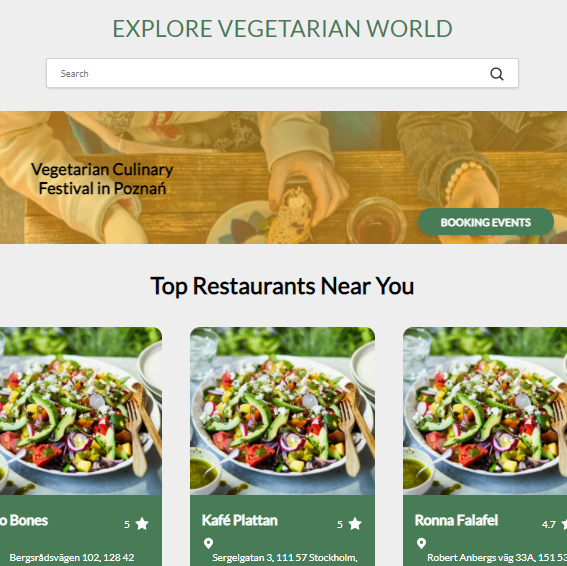 EXPLORE VEGETARIAN WORLD
Search
Vegetarian Culinary
Festival in Poznań
BOOKING EVENTS
Top Restaurants Near You
Bones 5
Kafé Plattan 5
Ronna Falafel 4.7
Bergsrådsvägen 102, 128 42
Sergelgatan 3, 111 57 Stockholm,
Robert Anbergs väg 33A, 151 53